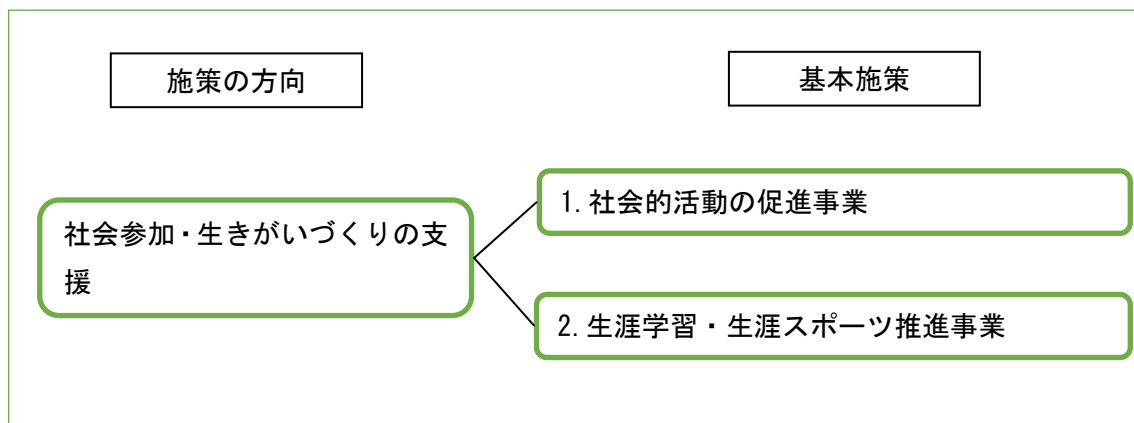 施策の方向
基本施策
社会参加・生きがいづくりの支
援
1.社会的活動の促進事業
2.生涯学習・生涯スポーツ推進事業